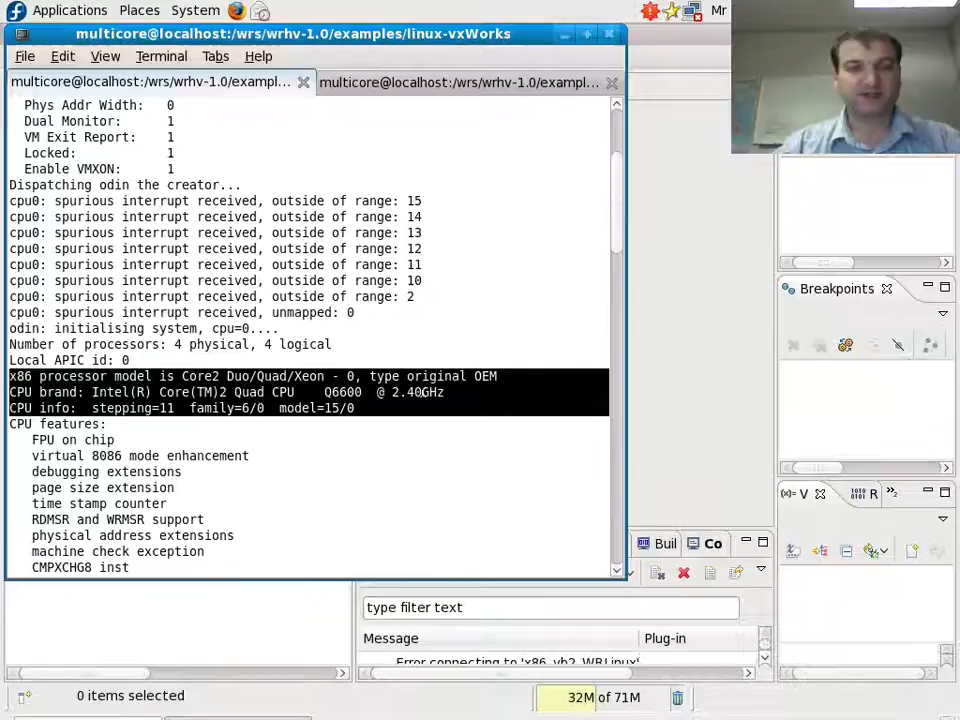 Applications Places System Mr
multicore@localhost:/wrs/wrhv-1.0/examples/linux-vxWorks
File Edit View Terminal Tabs Help
multicore@localhost:/wrs/wrhv-1.0/exampl... multicore@localhost:/wrs/wrhv-1.0/exampl...
Phys Addr Width: 0
Dual Monitor: 1
VM Exit Report: 1
Locked: 1
Enable VMXON: 1
Dispatching odin the creator...
cpu0: spurious interrupt received, outside of range: 15
cpu0: spurious interrupt received, outside of range: 14
cpu0: spurious interrupt received, outside of range: 13
cpu0: spurious interrupt received, outside of range: 12
cpu0: spurious interrupt received, outside of range: 11
cpu0: spurious interrupt received, outside of range: 10
cpu0: spurious interrupt received, outside of range: 2
cpu0: spurious interrupt received, unmapped: 0
odin: initialising system, cpu=0....
Number of processors: 4 physical, 4 logical
Local APIC id: 0
x86 processor model is Core2 Duo/Quad/Xeon - 0, type original OEM
CPU brand: Intel(R) Core(TM)2 Quad CPU Q6600 @ 2.40GHz
CPU info: stepping=11 family=6/0 model=15/0
CPU features:
FPU on chip
virtual 8086 mode enhancement
debugging extensions
page size extension
time stamp counter
RDMSR and WRMSR support
physical address extensions
machine check exception
CMPXCHG8 inst
Breakpoints
(x)= V 1010 0101 R »2
Buil Co
type filter text
Message Plug-in
Error connecting to 'x86_vb2_WRLinux'
0 items selected 32M of 71M